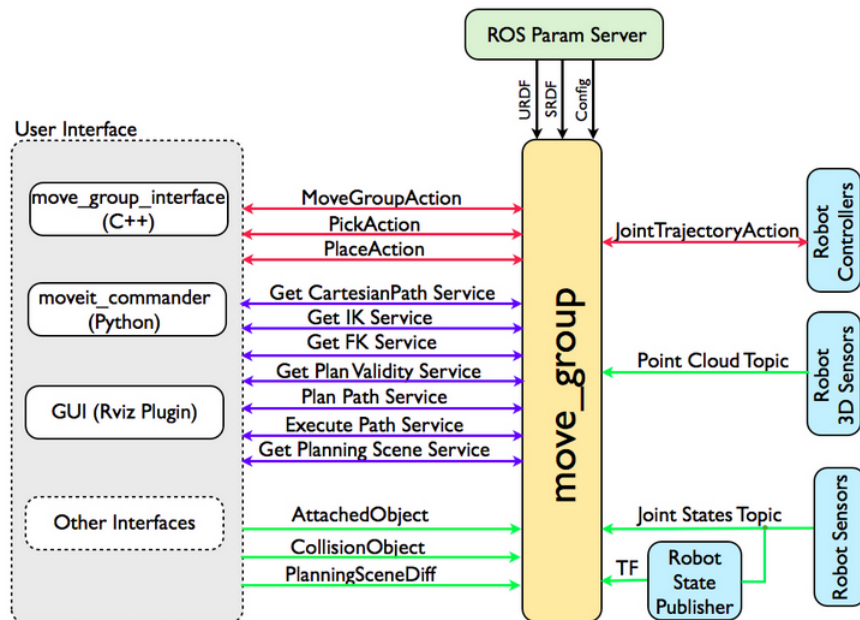 ROS Param Server
URDF
SRDF
Config
User Interface
move_group_interface
(C++)
moveit_commander
(Python)
GUI (Rviz Plugin)
Other Interfaces
MoveGroupAction
PickAction
PlaceAction
Get CartesianPath Service
Get IK Service
Get FK Service
Get Plan Validity Service
Plan Path Service
Execute Path Service
Get Planning Scene Service
AttachedObject
CollisionObject
PlanningSceneDiff
move_group
JointTrajectoryAction
Robot
Controllers
Point Cloud Topic
Robot
3D Sensors
Joint States Topic
TF
Robot
State
Publisher
Robot Sensors